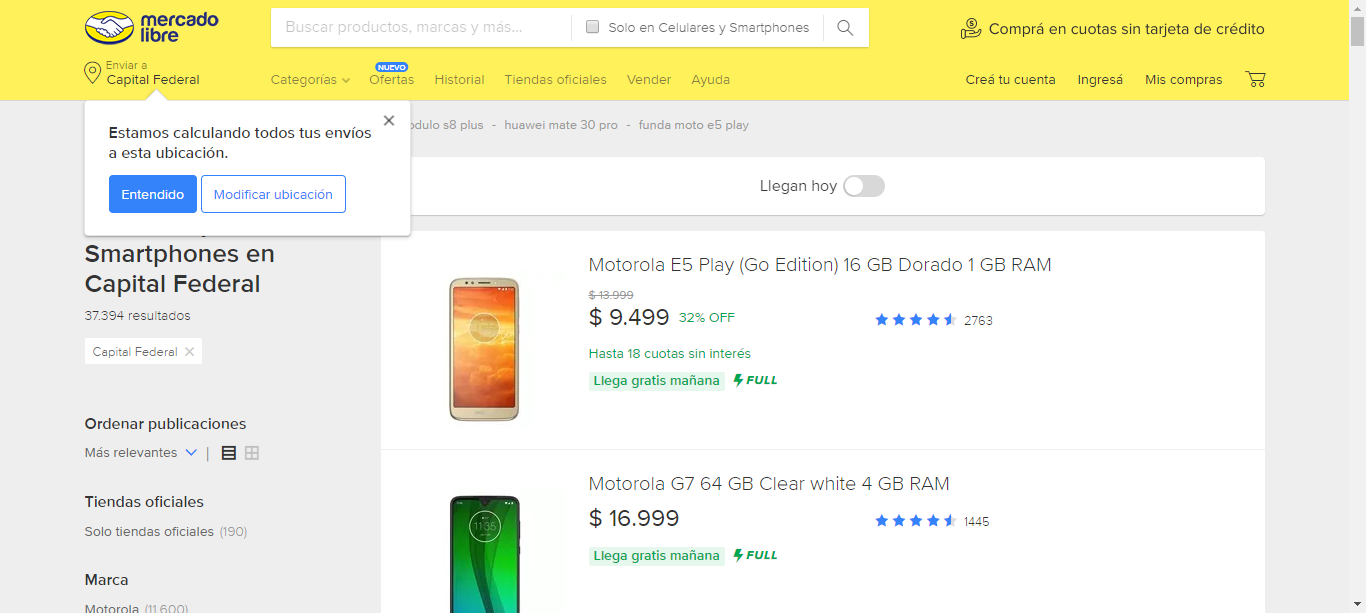 mercado
libre
Buscar productos, marcas y más...
Solo en Celulares y Smartphones
Comprá en cuotas sin tarjeta de crédito
Enviar a
Capital Federal
Categorías
NUEVO
Ofertas
Historial
Tiendas oficiales
Vender
Ayuda
Creá tu cuenta
Ingresá
Mis compras
s8 plus - huawei mate 30 pro - funda moto e5 play
Estamos calculando todos tus envíos
a esta ubicación.
Entendido
Modificar ubicación
Llegan hoy
Smartphones en
Capital Federal
37.394 resultados
Capital Federal
Ordenar publicaciones
Más relevantes
Tiendas oficiales
Solo tiendas oficiales (190)
Marca
Motorola (11.600)
Motorola E5 Play (Go Edition) 16 GB Dorado 1 GB RAM
$ 13.999
$ 9.499 32% OFF
2763
Hasta 18 cuotas sin interés
Llega gratis mañana FULL
Motorola G7 64 GB Clear white 4 GB RAM
$ 16.999
1445
Llega gratis mañana FULL
11:35